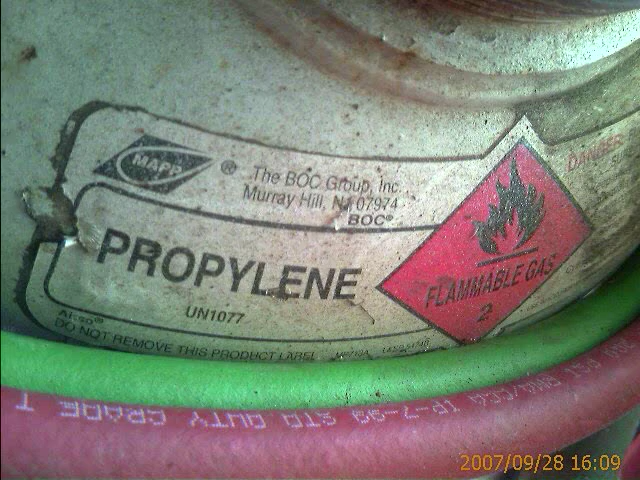 MAPP ®
The BOC Group, Inc.
Murray Hill, NJ 07974
BOC®
PROPYLENE
UN1077
DO NOT REMOVE THIS PRODUCT LABEL
DANGER
FLAMMABLE GAS
2
GRADE T
STD DUTY
IP-7-99
2007/09/28 16:09